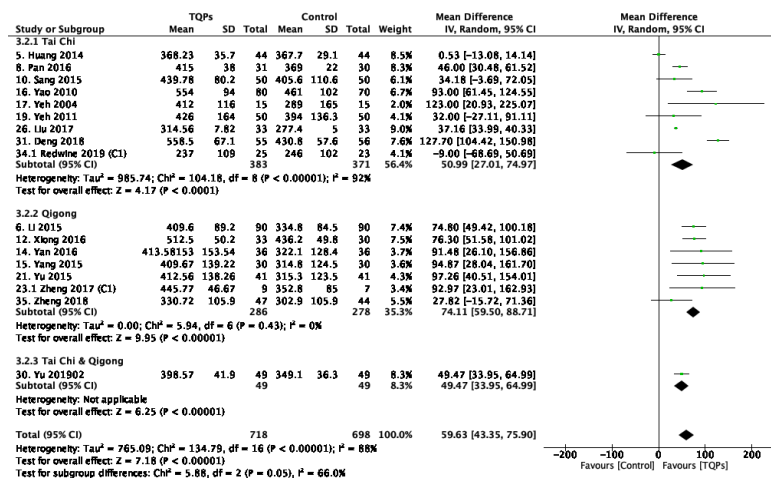 TQPs Control Mean Difference Mean Difference
Study or Subgroup Mean SD Total Mean SD Total Weight IV, Random, 95% CI IV, Random, 95% CI
3.2.1 Tai Chi
5. Huang 2014 368.23 35.7 44 367.7 29.1 44 8.5% 0.53 [-13.08, 14.14]
8. Pan 2016 415 38 31 369 22 30 8.3% 46.00 [30.48, 61.52]
10. Sang 2015 439.78 80.2 50 405.6 110.6 50 6.1% 34.18 [-3.69, 72.05]
16. Yao 2010 554 94 80 461 102 70 6.8% 93.00 [61.45, 124.55]
17. Yeh 2004 412 116 15 289 165 15 2.0% 123.00 [20.93, 225.07]
19. Yeh 2011 426 164 50 394 136.3 50 4.1% 32.00 [-27.11, 91.11]
26. Liu 2017 314.56 7.82 33 277.4 5 33 9.0% 37.16 [33.99, 40.33]
31. Deng 2018 558.5 67.1 55 430.8 57.6 56 7.6% 127.70 [104.42, 150.98]
34.1 Redwine 2019 (C1) 237 109 25 246 102 23 4.1% -9.00 [-68.69, 50.69]
Subtotal (95% CI) 383 371 56.4% 50.99 [27.01, 74.97]
Heterogeneity: Tau² = 985.74; Chi² = 104.18, df = 8 (P < 0.00001); I² = 92%
Test for overall effect: Z = 4.17 (P < 0.0001)
3.2.2 Qigong
6. Li 2015 409.6 89.2 90 334.8 84.5 90 7.4% 74.80 [49.42, 100.18]
12. Xiong 2016 512.5 50.2 33 436.2 49.8 30 7.5% 76.30 [51.58, 101.02]
14. Yan 2016 413.58153 153.54 36 322.1 128.4 36 3.8% 91.48 [26.10, 156.86]
15. Yang 2015 409.67 139.22 30 314.8 124.5 30 3.7% 94.87 [28.04, 161.70]
21. Yu 2015 412.56 138.26 41 315.3 123.5 41 4.3% 97.26 [40.51, 154.01]
23.1 Zheng 2017 (C1) 445.77 46.67 9 352.8 85 7 3.6% 92.97 [23.01, 162.93]
35. Zheng 2018 330.72 105.9 47 302.9 105.9 44 5.4% 27.82 [-15.72, 71.36]
Subtotal (95% CI) 286 278 35.3% 74.11 [59.50, 88.71]
Heterogeneity: Tau² = 0.00; Chi² = 5.94, df = 6 (P = 0.43); I² = 0%
Test for overall effect: Z = 9.95 (P < 0.00001)
3.2.3 Tai Chi & Qigong
30. Yu 201902 398.57 41.9 49 349.1 36.3 49 8.3% 49.47 [33.95, 64.99]
Subtotal (95% CI) 49 49 8.3% 49.47 [33.95, 64.99]
Heterogeneity: Not applicable
Test for overall effect: Z = 6.25 (P < 0.00001)
Total (95% CI) 718 698 100.0% 59.63 [43.35, 75.90]
Heterogeneity: Tau² = 765.09; Chi² = 134.79, df = 16 (P < 0.00001); I² = 88%
Test for overall effect: Z = 7.18 (P < 0.00001)
Test for subgroup differences: Chi² = 5.88, df = 2 (P = 0.05), I² = 66.0%
-200 -100 0 100 200
Favours [Control] Favours [TQPs]